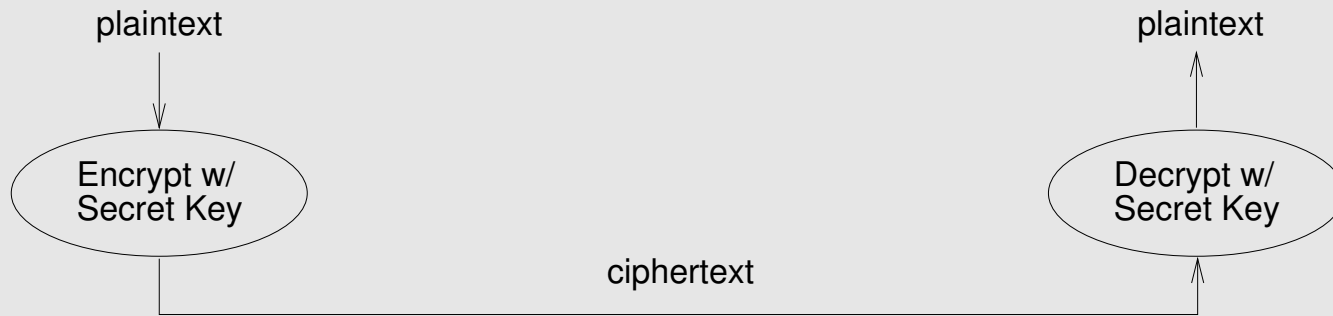 plaintext
plaintext
Encrypt w/
Secret Key
Decrypt w/
Secret Key
ciphertext